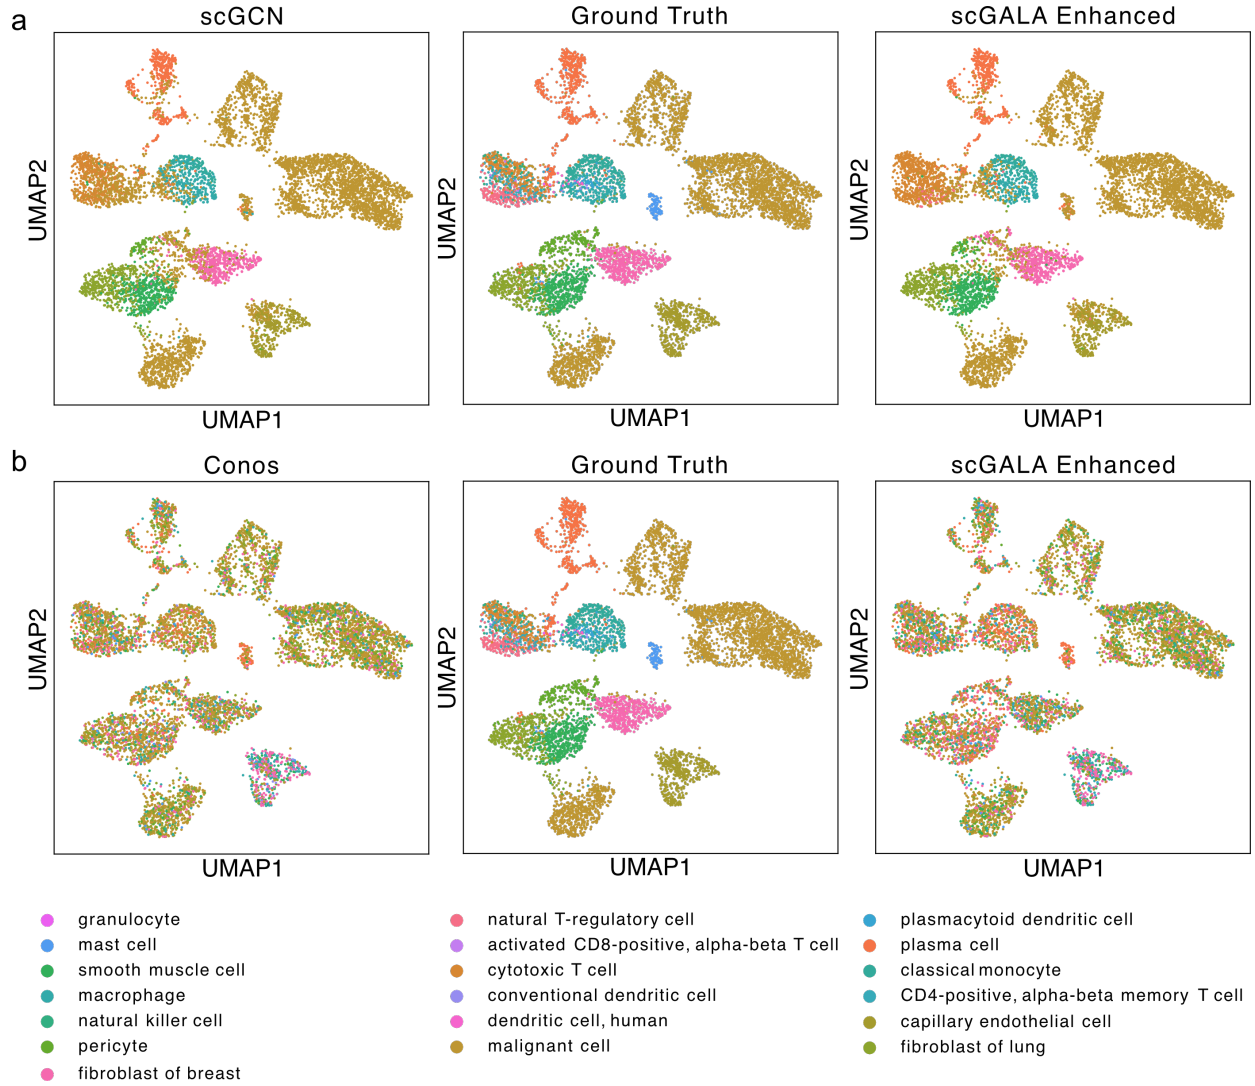 a
scGCN
Ground Truth
scGALA Enhanced
UMAP2
UMAP2
UMAP2
UMAP1
UMAP1
UMAP1
b
Conos
Ground Truth
scGALA Enhanced
UMAP2
UMAP2
UMAP2
UMAP1
UMAP1
UMAP1
granulocyte
mast cell
smooth muscle cell
macrophage
natural killer cell
pericyte
fibroblast of breast
natural T-regulatory cell
activated CD8-positive, alpha-beta T cell
cytotoxic T cell
conventional dendritic cell
dendritic cell, human
malignant cell
plasmacytoid dendritic cell
plasma cell
classical monocyte
CD4-positive, alpha-beta memory T cell
capillary endothelial cell
fibroblast of lung